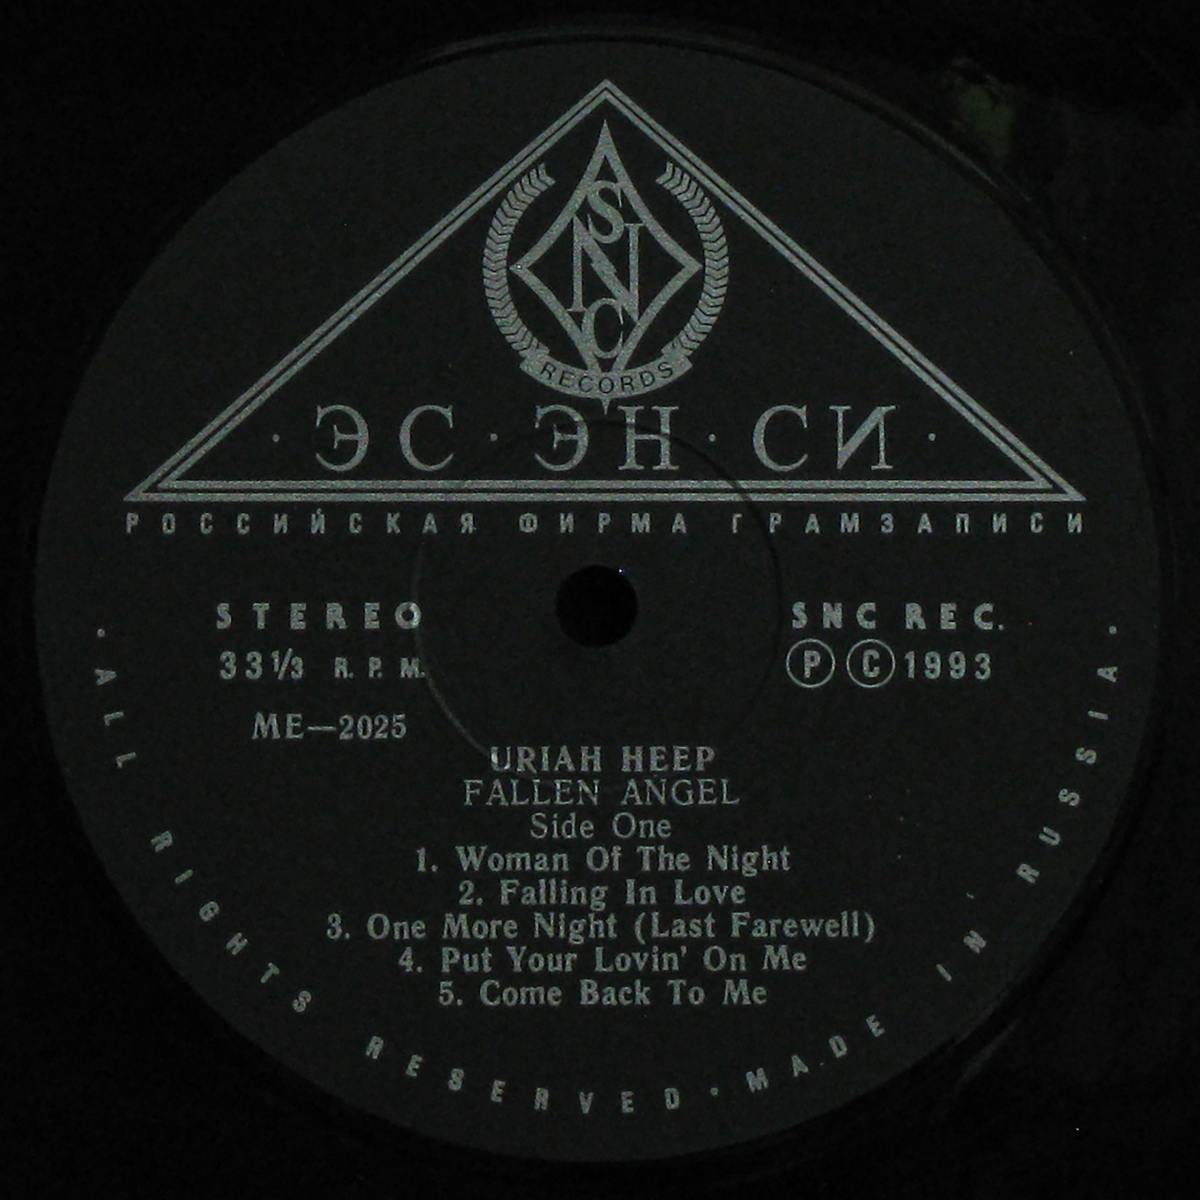 SNC
RECORDS
· ЭС · ЭН · СИ ·
РОССИЙСКАЯ ФИРМА ГРАМЗАПИСИ
STEREO
33 1/3 R. P. M.
ME—2025
SNC REC.
Ⓟ Ⓒ 1993
URIAH HEEP
FALLEN ANGEL
Side One
1. Woman Of The Night
2. Falling In Love
3. One More Night (Last Farewell)
4. Put Your Lovin' On Me
5. Come Back To Me
· ALL RIGHTS RESERVED · MADE IN RUSSIA ·